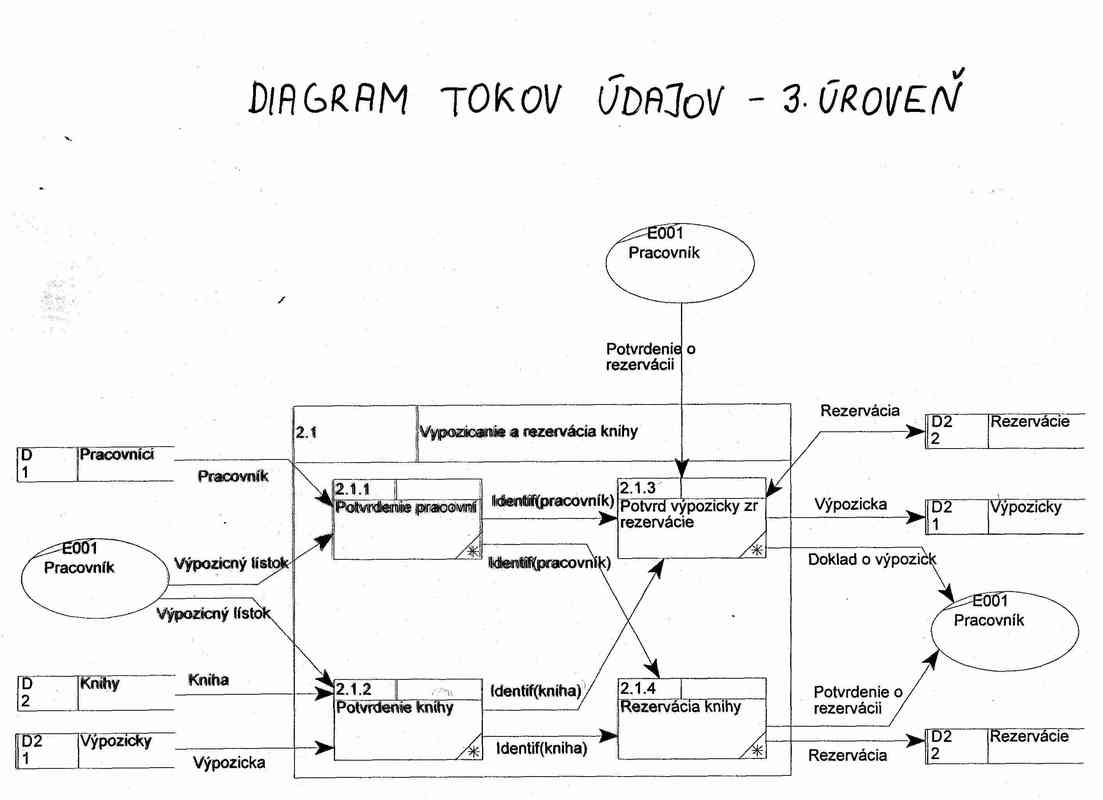 DIAGRAM TOKOV ÚDAJOV - 3. ÚROVEŇ
E001
Pracovník
Potvrdenie o
rezervácii
2.1
Vypozicanie a rezervácia knihy
Rezervácia
D2
2
Rezervácie
D
1
Pracovníci
Pracovník
2.1.1
Potvrdenie pracovní
Identif(pracovník)
2.1.3
Potvrd výpozicky zr
rezervácie
Výpozicka
D2
1
Výpozicky
E001
Pracovník
Výpozicný lístok
Identif(pracovník)
Doklad o výpozick
Výpozicný lístok
E001
Pracovník
D
2
Knihy
Kniha
2.1.2
Potvrdenie knihy
Identif(kniha)
2.1.4
Rezervácia knihy
Potvrdenie o
rezervácii
D2
1
Výpozicky
Výpozicka
Identif(kniha)
Rezervácia
D2
2
Rezervácie